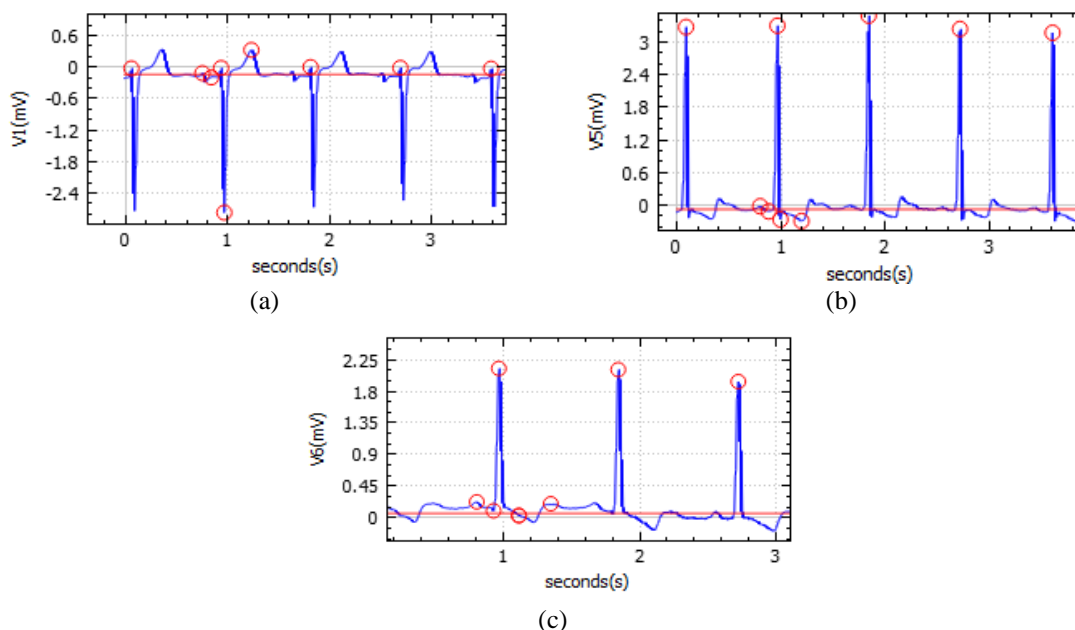 0.6
0
-0.6
-1.2
-1.8
-2.4
V1(mV)
0 1 2 3
seconds(s)
(a)
3
2.4
1.8
1.2
0.6
0
V5(mV)
0 1 2 3
seconds(s)
(b)
2.25
1.8
1.35
0.9
0.45
0
V6(mV)
1 2 3
seconds(s)
(c)